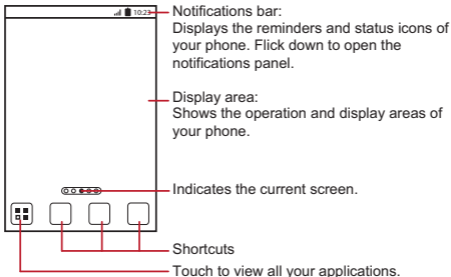 10:23
Notifications bar:
Displays the reminders and status icons of
your phone. Flick down to open the
notifications panel.
Display area:
Shows the operation and display areas of
your phone.
Indicates the current screen.
Shortcuts
Touch to view all your applications.